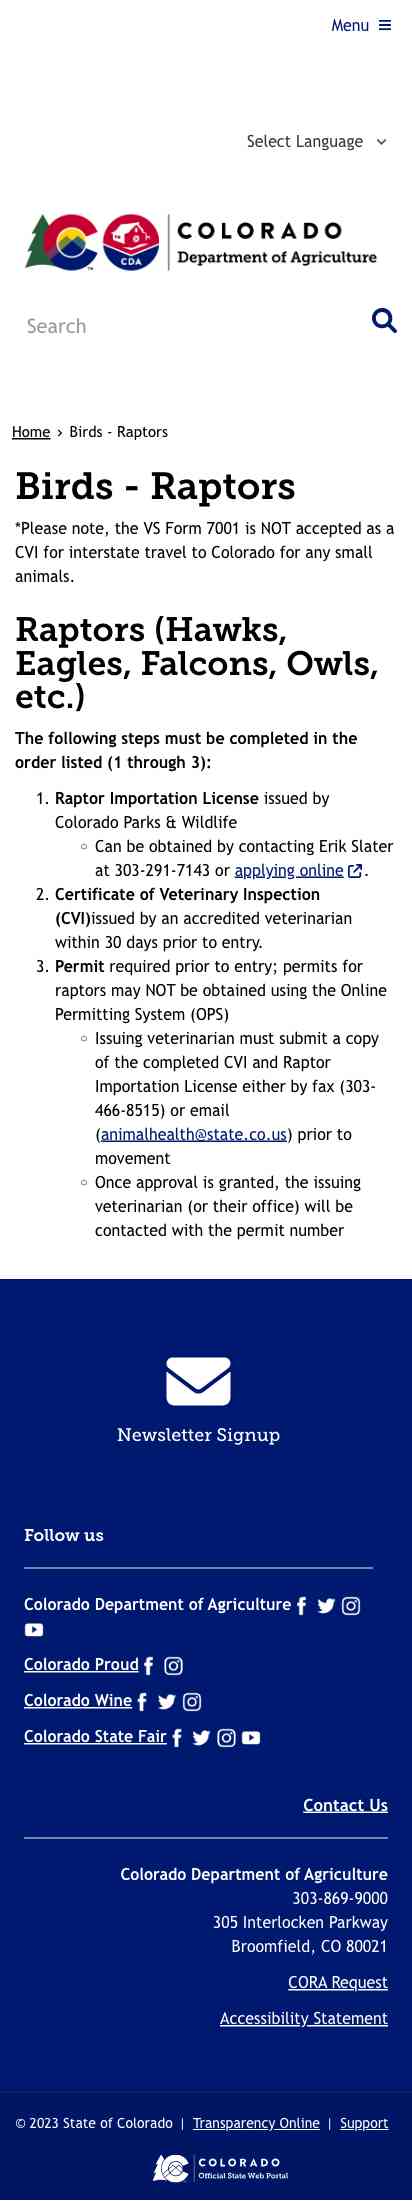 Menu
Select Language
CDA
TM
COLORADO
Department of Agriculture
Search
Home › Birds - Raptors
Birds - Raptors
*Please note, the VS Form 7001 is NOT accepted as a
CVI for interstate travel to Colorado for any small
animals.
Raptors (Hawks,
Eagles, Falcons, Owls,
etc.)
The following steps must be completed in the
order listed (1 through 3):
1. Raptor Importation License issued by
Colorado Parks & Wildlife
○ Can be obtained by contacting Erik Slater
at 303-291-7143 or applying online .
2. Certificate of Veterinary Inspection
(CVI)issued by an accredited veterinarian
within 30 days prior to entry.
3. Permit required prior to entry; permits for
raptors may NOT be obtained using the Online
Permitting System (OPS)
○ Issuing veterinarian must submit a copy
of the completed CVI and Raptor
Importation License either by fax (303-
466-8515) or email
(animalhealth@state.co.us) prior to
movement
○ Once approval is granted, the issuing
veterinarian (or their office) will be
contacted with the permit number
Newsletter Signup
Follow us
Colorado Department of Agriculture
Colorado Proud
Colorado Wine
Colorado State Fair
Contact Us
Colorado Department of Agriculture
303-869-9000
305 Interlocken Parkway
Broomfield, CO 80021
CORA Request
Accessibility Statement
© 2023 State of Colorado | Transparency Online | Support
COLORADO
Official State Web Portal